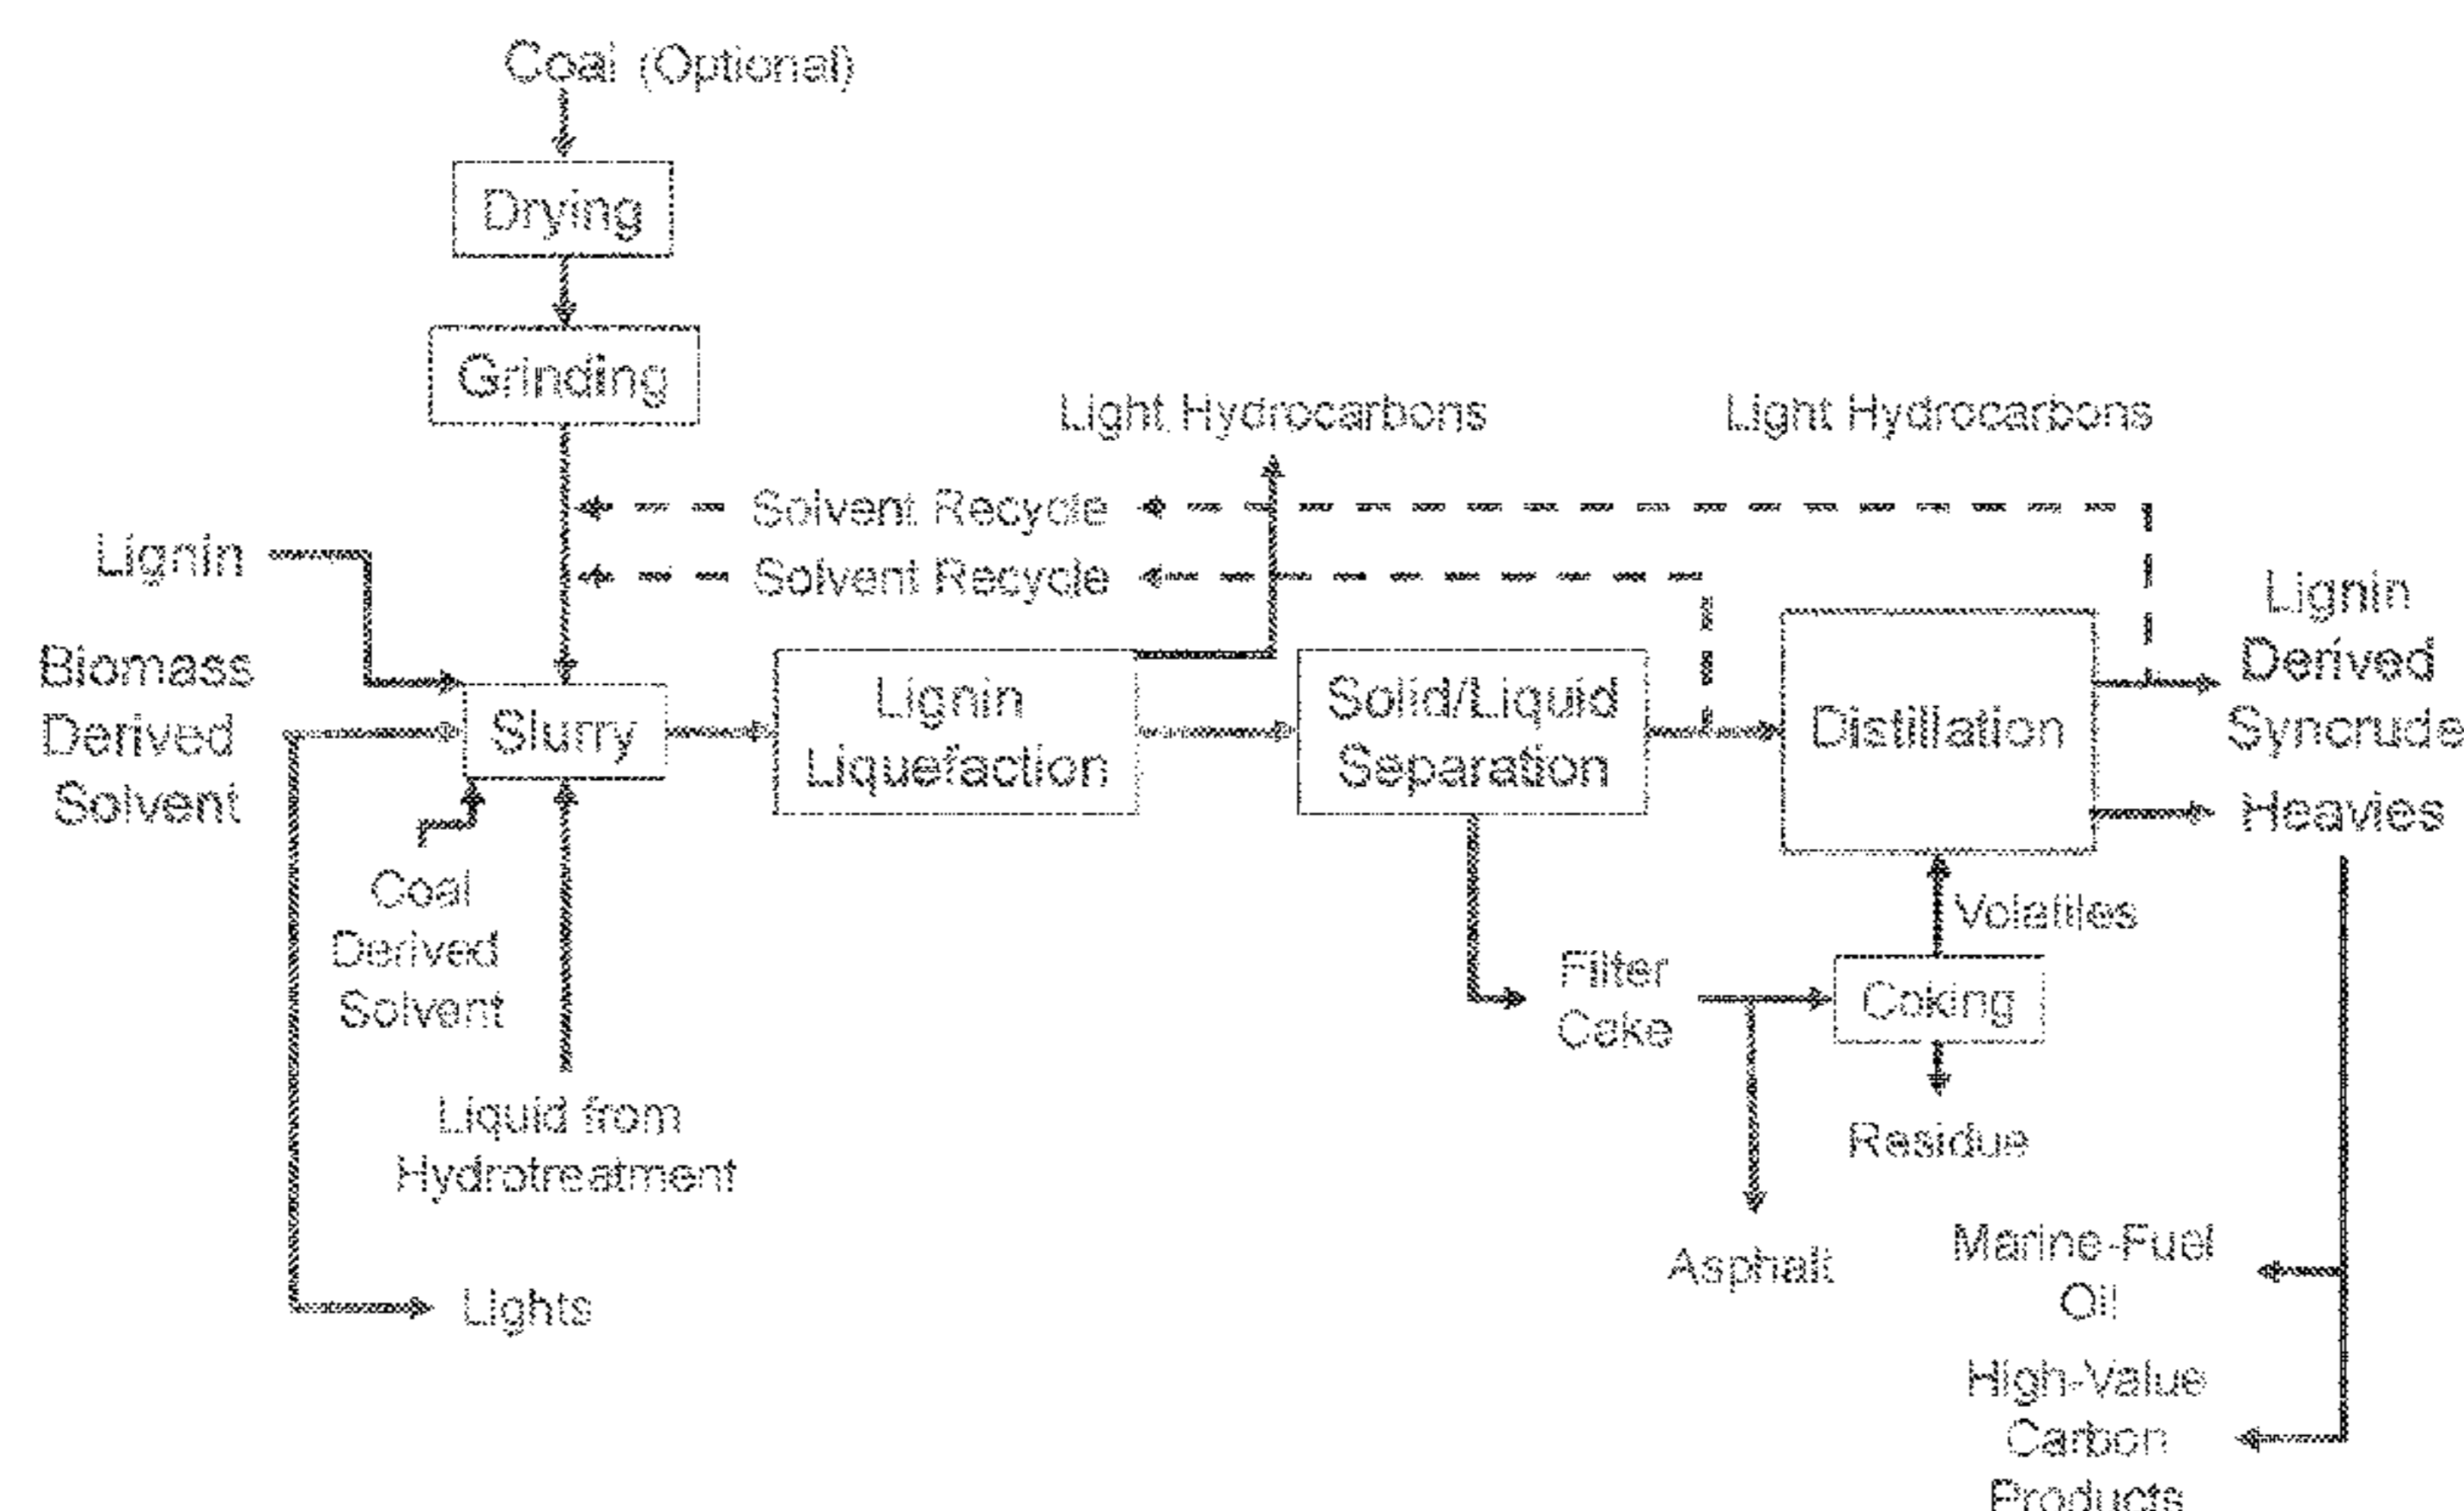 Coal (Optional)
Drying
Grinding
Light Hydrocarbons
Light Hydrocarbons
Solvent Recycle
Solvent Recycle
Lignin
Biomass
Derived
Solvent
Slurry
Lignin
Liquefaction
Solid/Liquid
Separation
Distillation
Lignin
Derived
Syncrude
Heavies
Coal
Derived
Solvent
Volatiles
Filter
Cake
Coking
Liquid from
Hydrotreatment
Residue
Lights
Asphalt
Marine-Fuel
Oil
High-Value
Carbon
Products